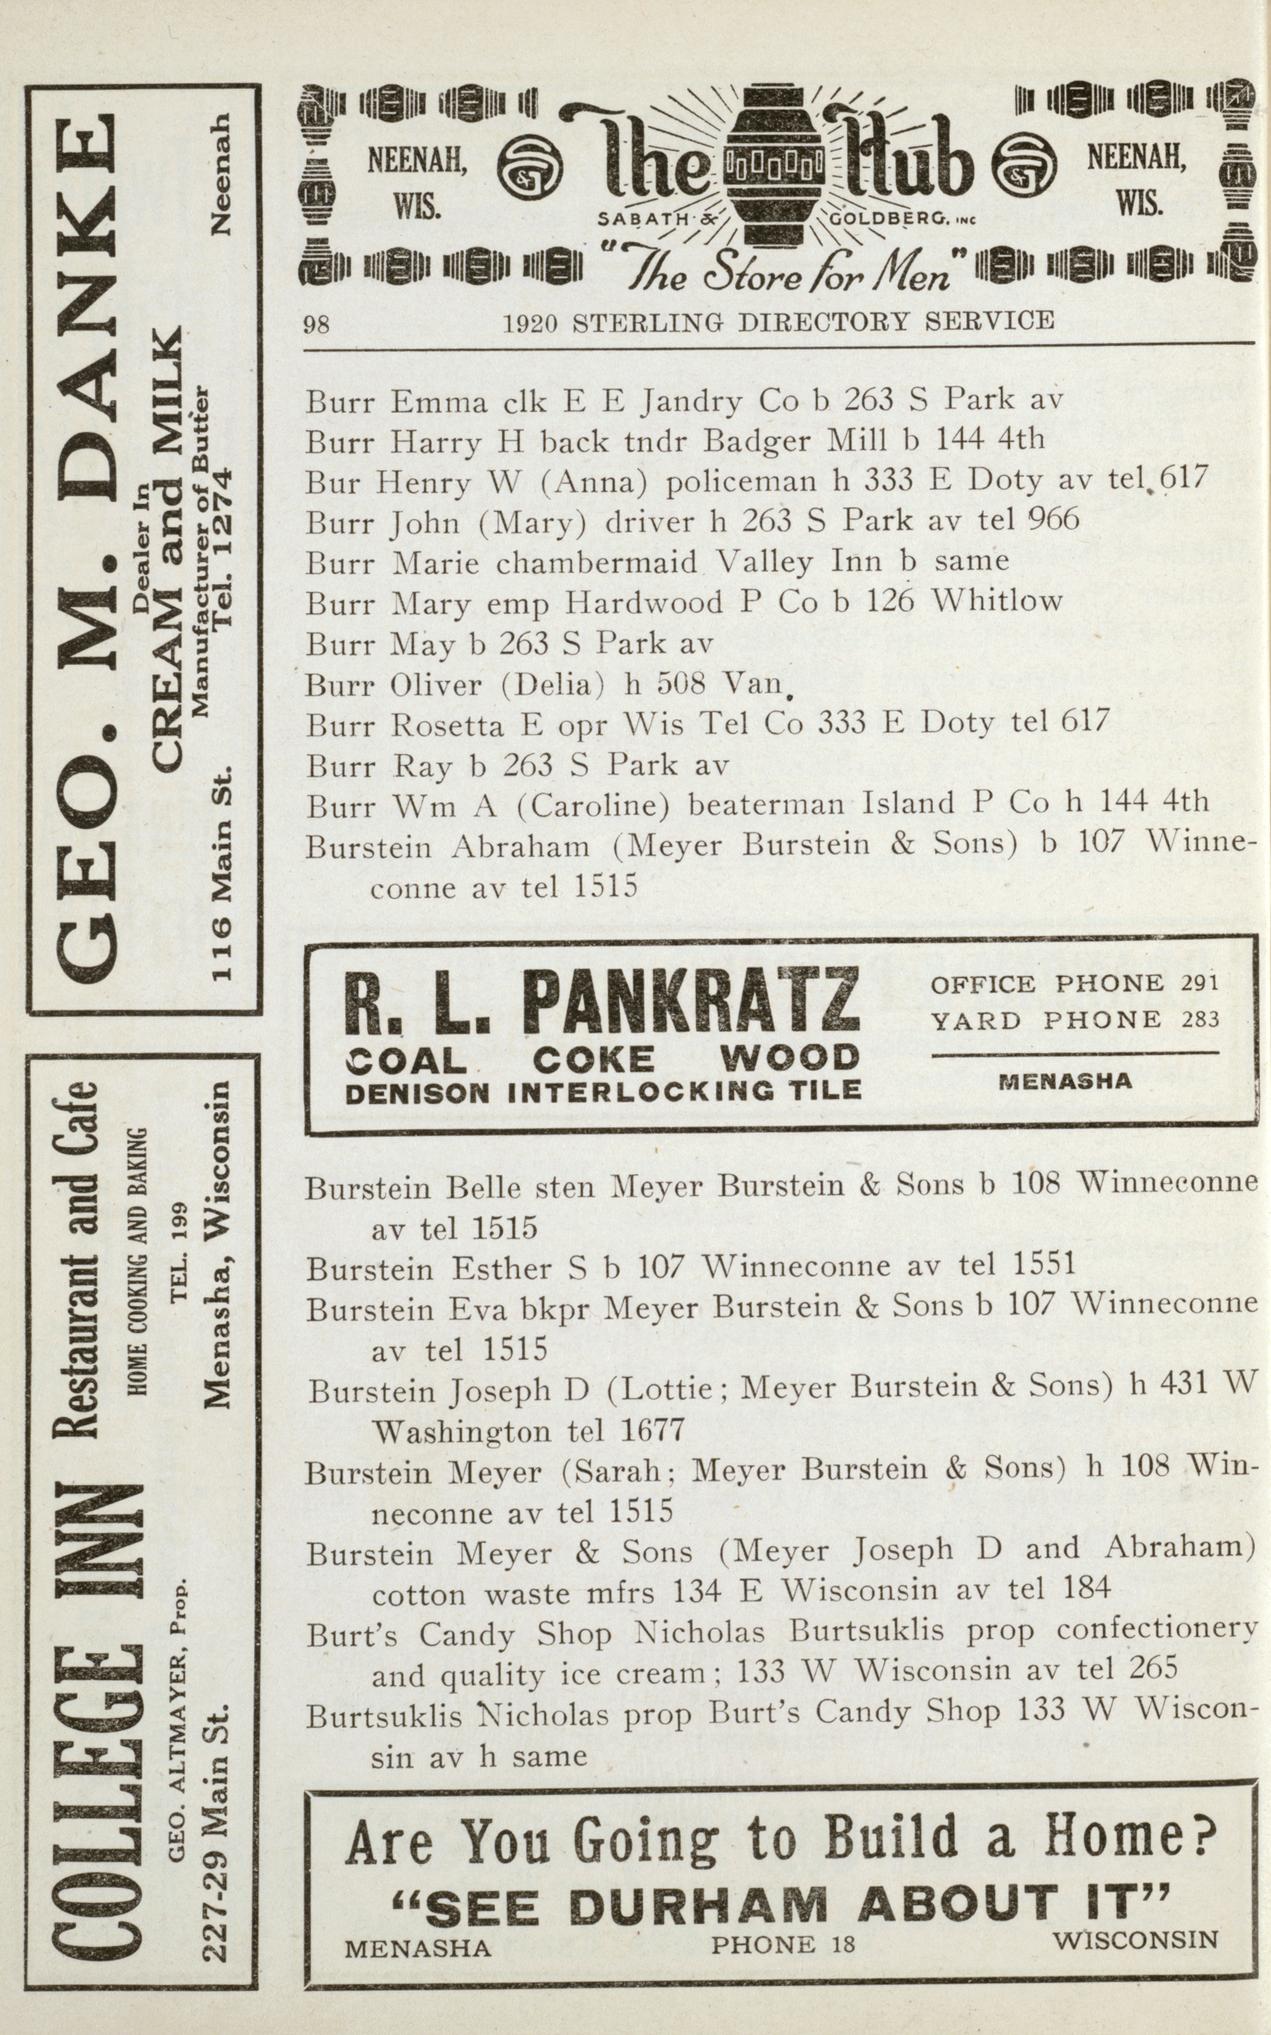 GEO. M. DANKE
Dealer In
CREAM and MILK
Manufacturer of Butter
Tel. 1274
116 Main St. Neenah
COLLEGE INN Restaurant and Cafe
HOME COOKING AND BAKING
GEO. ALTMAYER, Prop. TEL. 199
227-29 Main St. Menasha, Wisconsin
NEENAH, WIS.
The Hub
SABATH & GOLDBERG, INC
"The Store for Men"
NEENAH, WIS.
98 1920 STERLING DIRECTORY SERVICE
Burr Emma clk E E Jandry Co b 263 S Park av
Burr Harry H back tndr Badger Mill b 144 4th
Bur Henry W (Anna) policeman h 333 E Doty av tel. 617
Burr John (Mary) driver h 263 S Park av tel 966
Burr Marie chambermaid Valley Inn b same
Burr Mary emp Hardwood P Co b 126 Whitlow
Burr May b 263 S Park av
Burr Oliver (Delia) h 508 Van.
Burr Rosetta E opr Wis Tel Co 333 E Doty tel 617
Burr Ray b 263 S Park av
Burr Wm A (Caroline) beaterman Island P Co h 144 4th
Burstein Abraham (Meyer Burstein & Sons) b 107 Winne-
conne av tel 1515
R. L. PANKRATZ
COAL COKE WOOD
DENISON INTERLOCKING TILE
OFFICE PHONE 291
YARD PHONE 283
MENASHA
Burstein Belle sten Meyer Burstein & Sons b 108 Winneconne
av tel 1515
Burstein Esther S b 107 Winneconne av tel 1551
Burstein Eva bkpr Meyer Burstein & Sons b 107 Winneconne
av tel 1515
Burstein Joseph D (Lottie; Meyer Burstein & Sons) h 431 W
Washington tel 1677
Burstein Meyer (Sarah; Meyer Burstein & Sons) h 108 Win-
neconne av tel 1515
Burstein Meyer & Sons (Meyer Joseph D and Abraham)
cotton waste mfrs 134 E Wisconsin av tel 184
Burt's Candy Shop Nicholas Burtsuklis prop confectionery
and quality ice cream; 133 W Wisconsin av tel 265
Burtsuklis Nicholas prop Burt's Candy Shop 133 W Wiscon-
sin av h same
Are You Going to Build a Home?
"SEE DURHAM ABOUT IT"
MENASHA PHONE 18 WISCONSIN